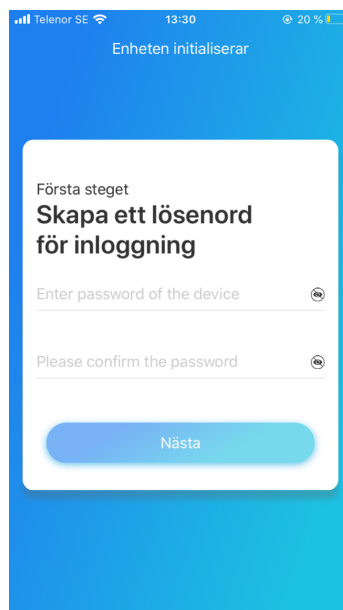 Telenor SE 13:30 20 %
Enheten initialiserar
Första steget
Skapa ett lösenord
för inloggning
Enter password of the device
Please confirm the password
Nästa